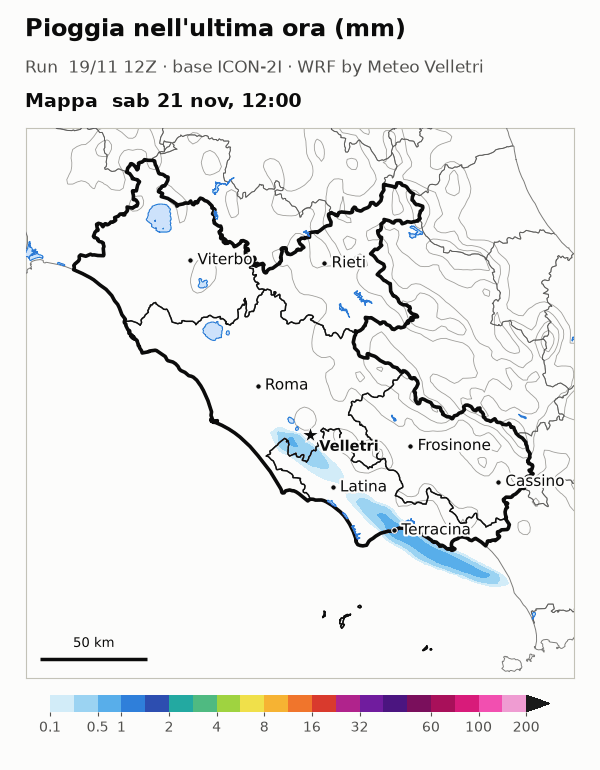 Pioggia nell'ultima ora (mm)
Run 19/11 12Z · base ICON-2I · WRF by Meteo Velletri
Mappa sab 21 nov, 12:00
Viterbo
Rieti
Roma
Velletri
Frosinone
Latina
Cassino
Terracina
50 km
0.1 0.5 1 2 4 8 16 32 60 100 200